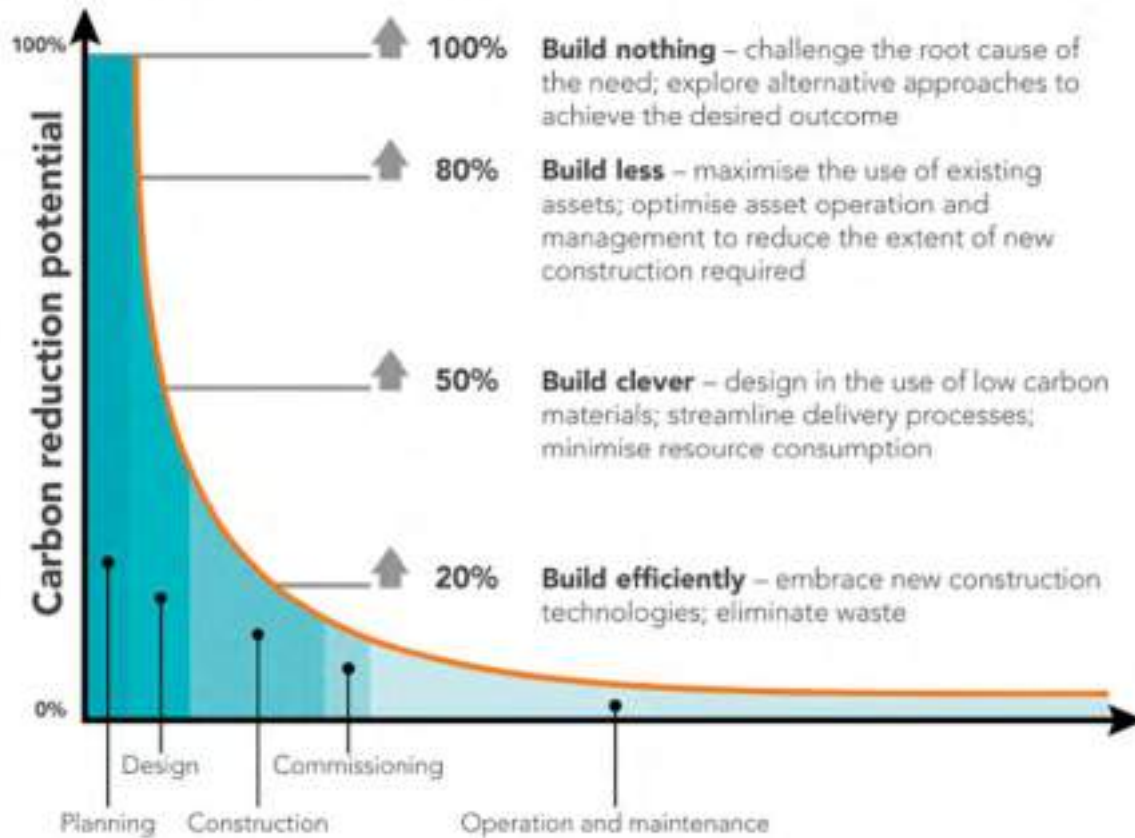 100%
100% Build nothing – challenge the root cause of
the need; explore alternative approaches to
achieve the desired outcome
80% Build less – maximise the use of existing
assets; optimise asset operation and
management to reduce the extent of new
construction required
50% Build clever – design in the use of low carbon
materials; streamline delivery processes;
minimise resource consumption
20% Build efficiently – embrace new construction
technologies; eliminate waste
Carbon reduction potential
0%
Design Commissioning
Planning Construction Operation and maintenance